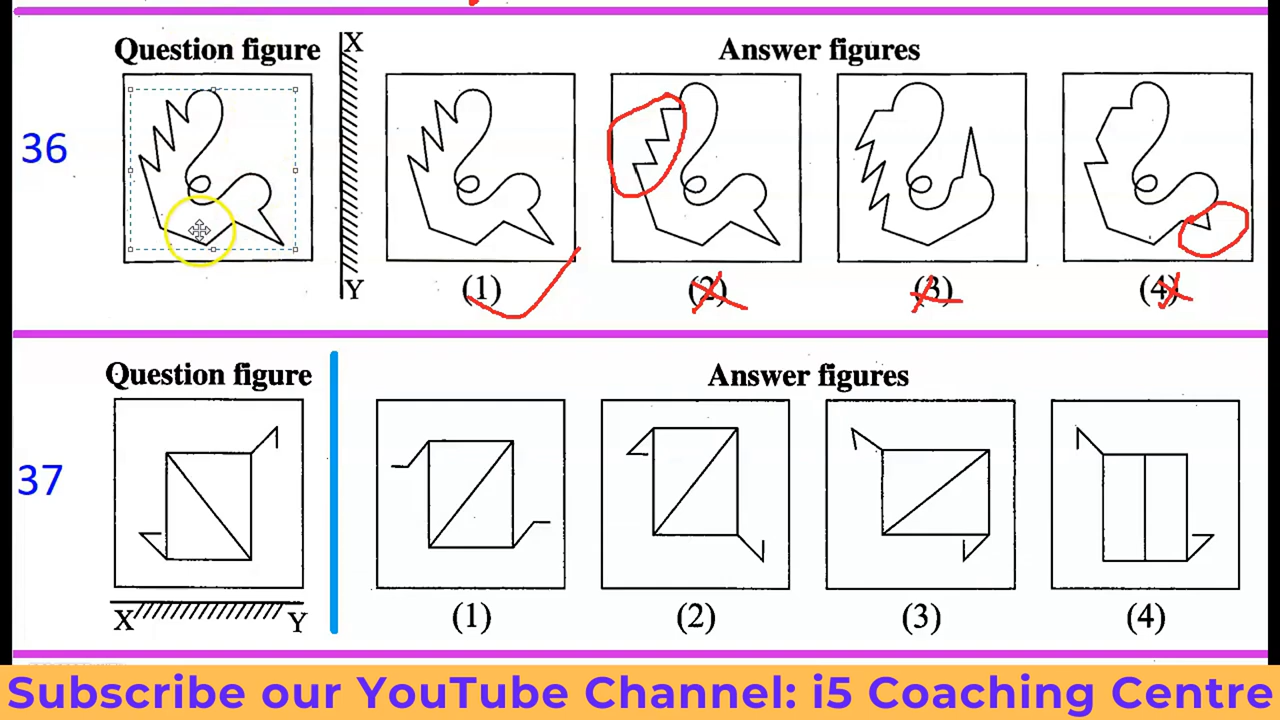 Question figure
X
Answer figures
36
Y
(1)
(2)
(3)
(4)
Question figure
Answer figures
37
X
Y
(1)
(2)
(3)
(4)
Subscribe our YouTube Channel: i5 Coaching Centre